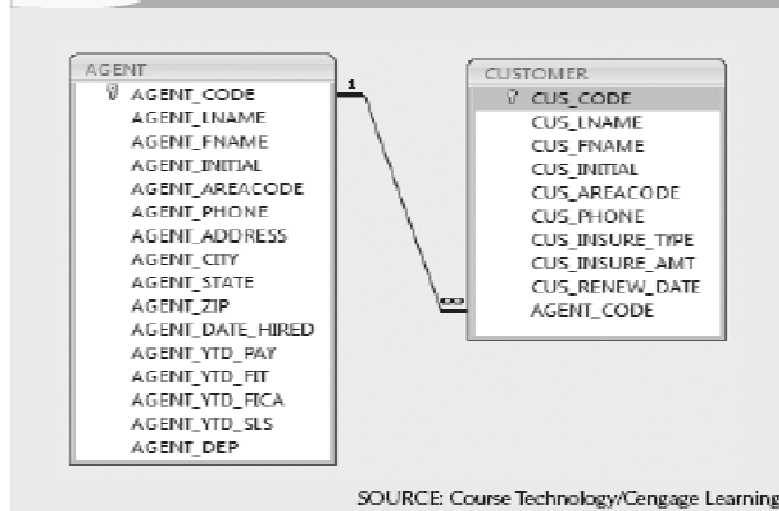 AGENT
AGENT_CODE
AGENT_LNAME
AGENT_FNAME
AGENT_INITIAL
AGENT_AREACODE
AGENT_PHONE
AGENT_ADDRESS
AGENT_CITY
AGENT_STATE
AGENT_ZIP
AGENT_DATE_HIRED
AGENT_YTD_PAY
AGENT_YTD_FIT
AGENT_YTD_FICA
AGENT_YTD_SLS
AGENT_DEP
1
∞
CUSTOMER
CUS_CODE
CUS_LNAME
CUS_FNAME
CUS_INITIAL
CUS_AREACODE
CUS_PHONE
CUS_INSURE_TYPE
CUS_INSURE_AMT
CUS_RENEW_DATE
AGENT_CODE
SOURCE: Course Technology/Cengage Learning